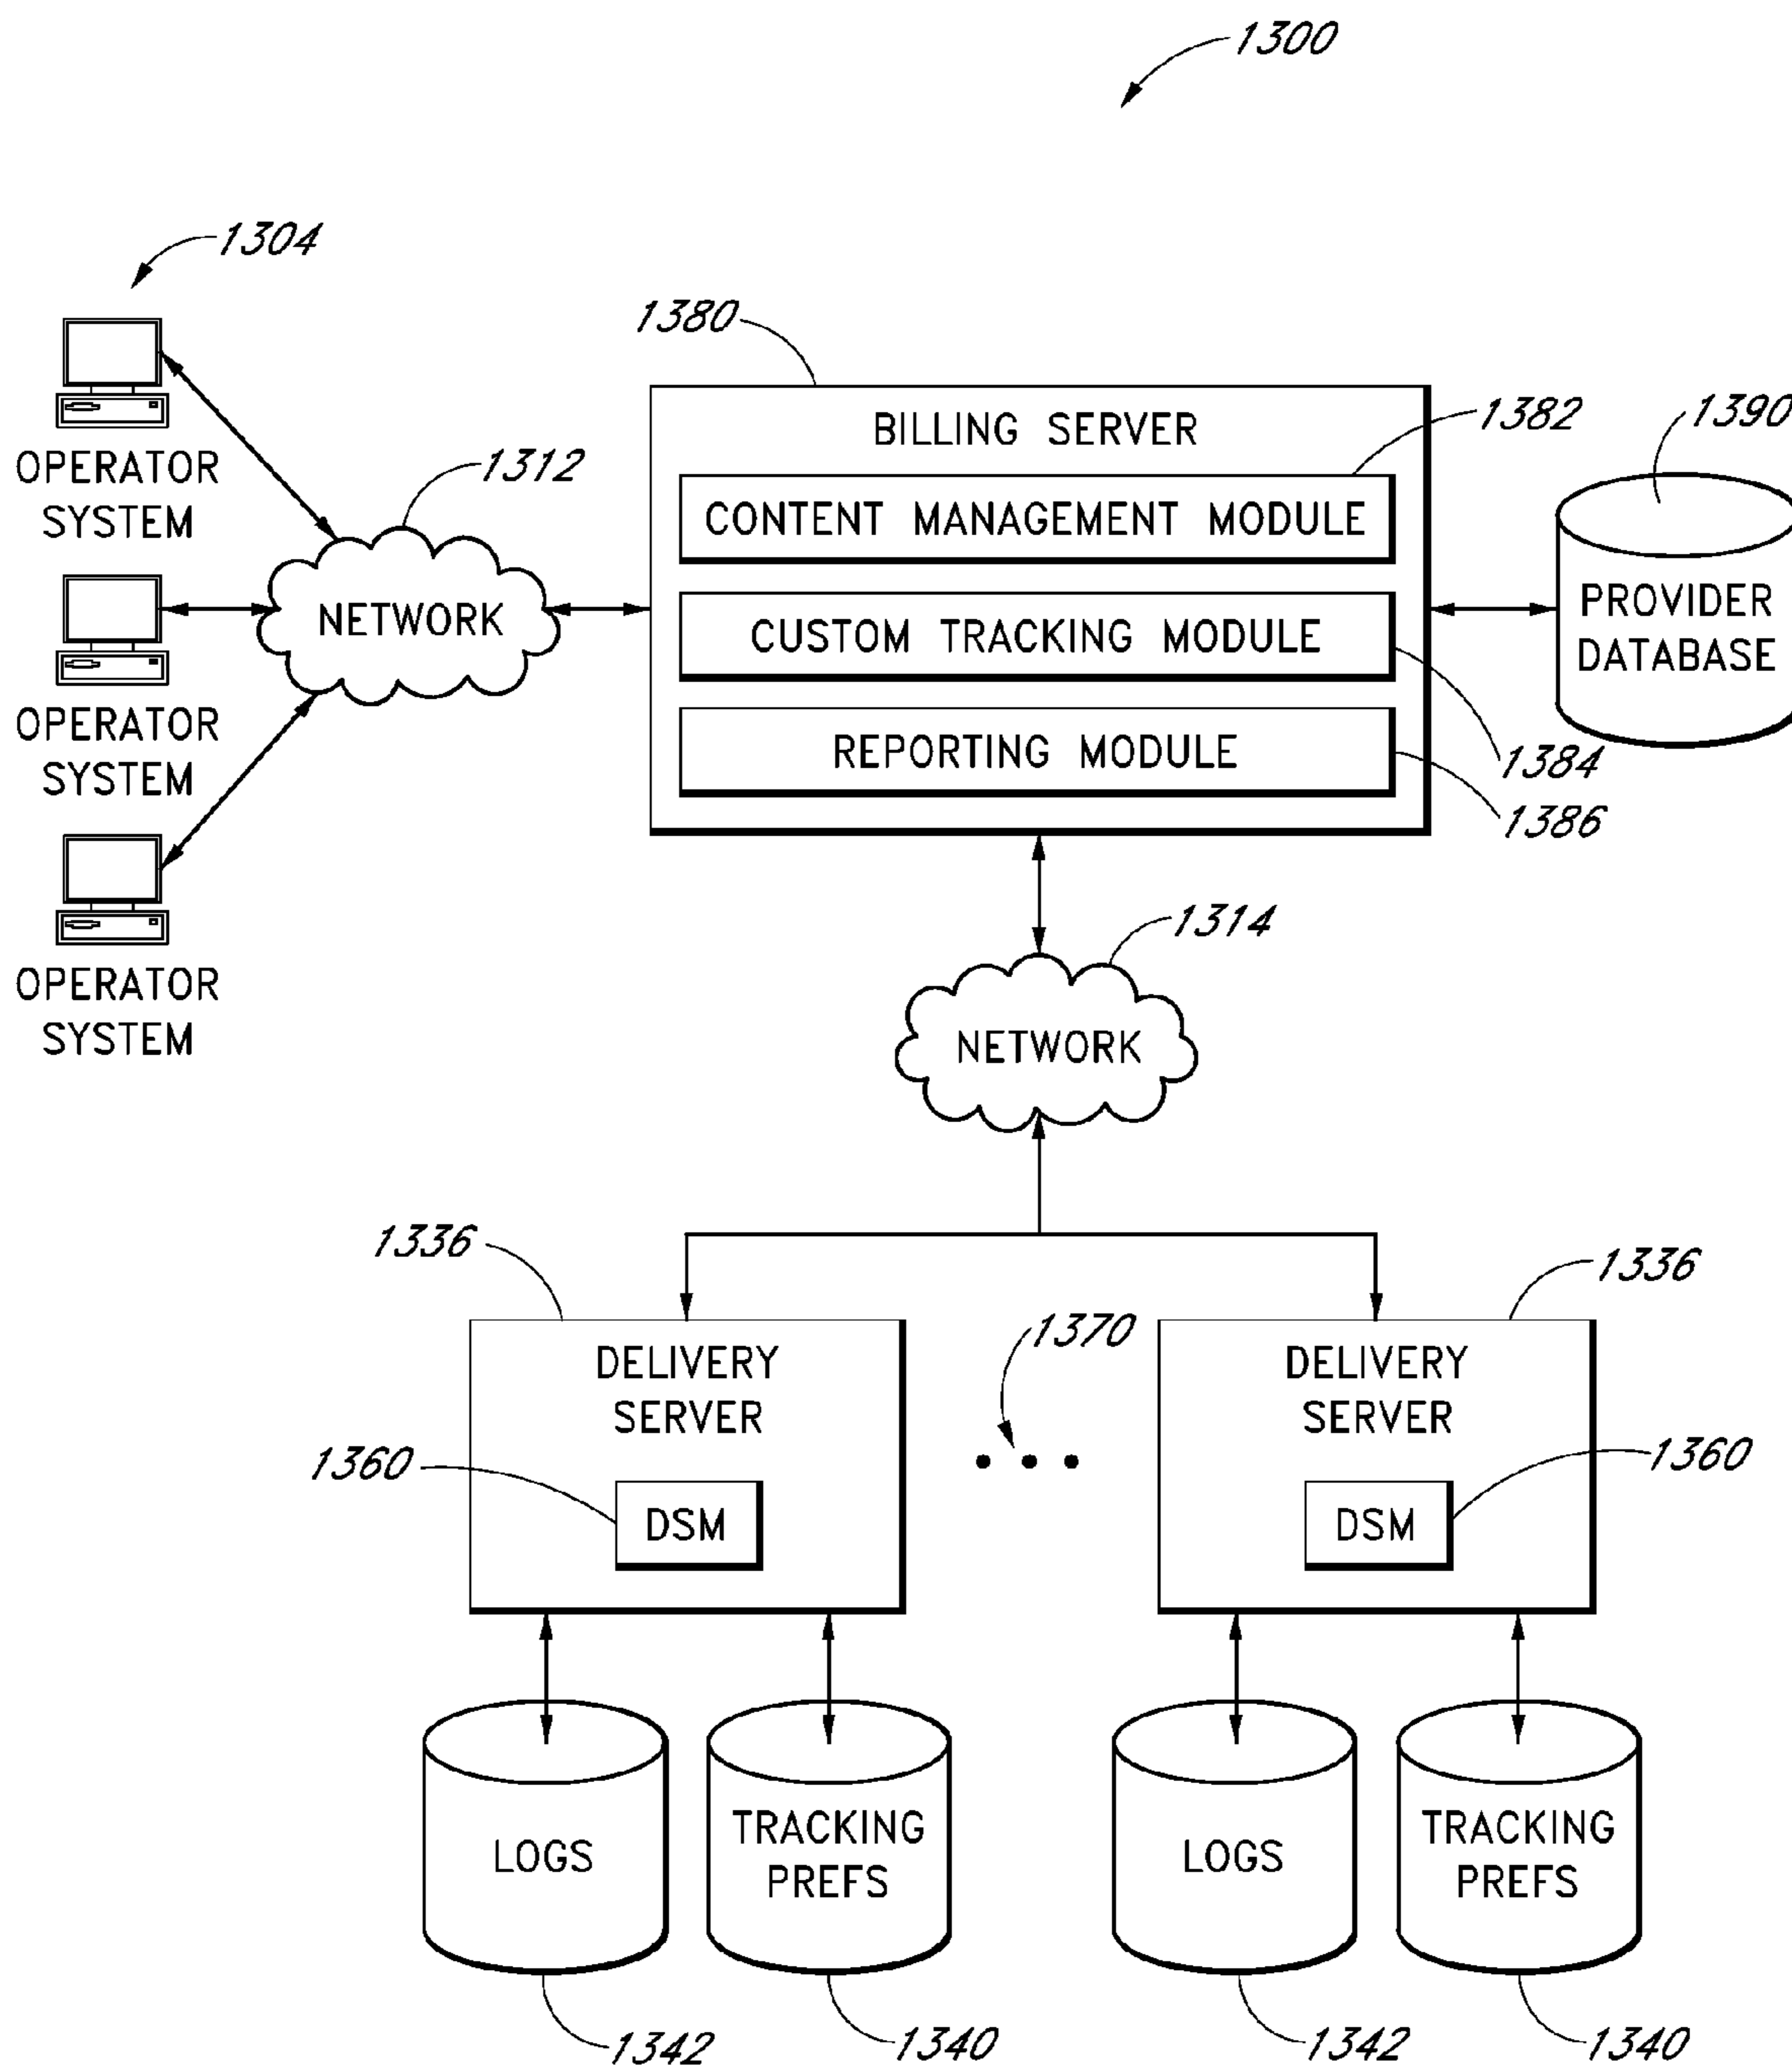 1300
1304
OPERATOR
SYSTEM
OPERATOR
SYSTEM
OPERATOR
SYSTEM
1312
NETWORK
1380
BILLING SERVER
1382
CONTENT MANAGEMENT MODULE
CUSTOM TRACKING MODULE
1384
REPORTING MODULE
1386
1390
PROVIDER
DATABASE
1314
NETWORK
1336
DELIVERY
SERVER
1360
DSM
1370
1336
DELIVERY
SERVER
1360
DSM
LOGS
1342
TRACKING
PREFS
1340
LOGS
1342
TRACKING
PREFS
1340